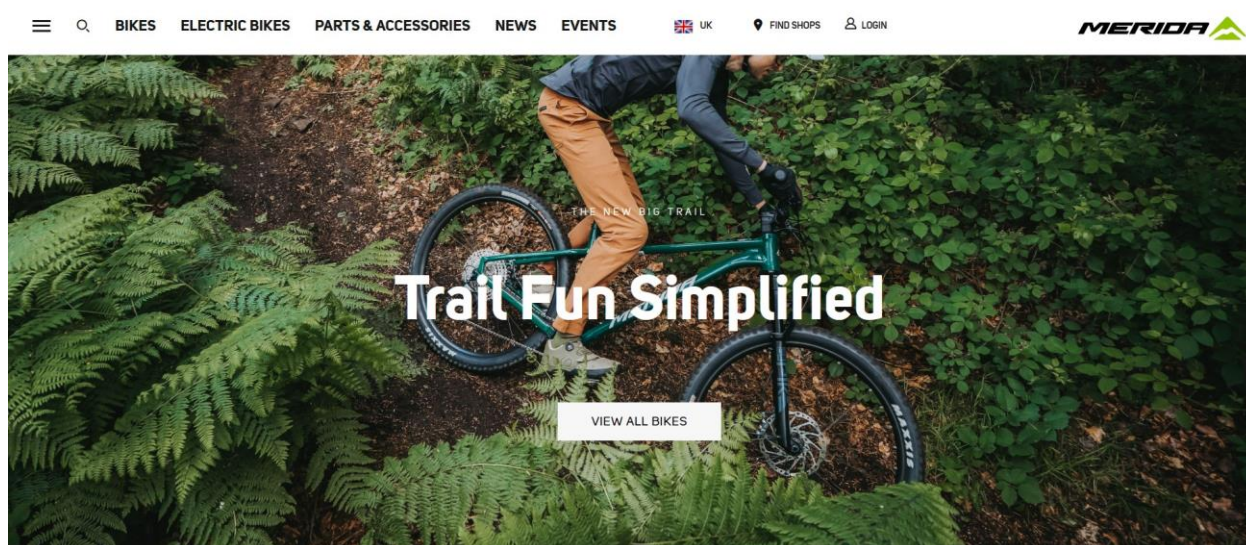 BIKES ELECTRIC BIKES PARTS & ACCESSORIES NEWS EVENTS UK FIND SHOPS LOGIN MERIDA
THE NEW BIG TRAIL
Trail Fun Simplified
VIEW ALL BIKES
MAXXIS
MAXXIS